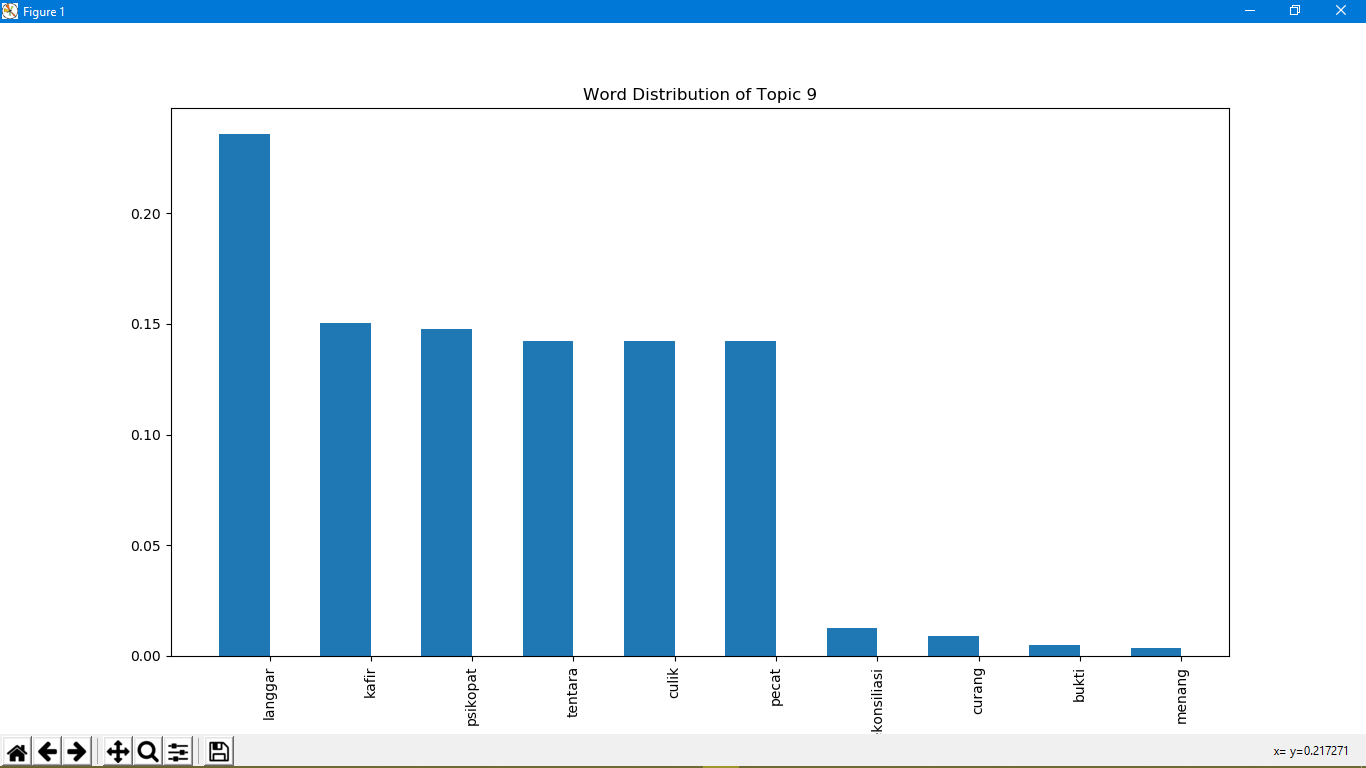 Figure 1
Word Distribution of Topic 9
0.20
0.15
0.10
0.05
0.00
langgar
kafir
psikopat
tentara
culik
pecat
konsiliasi
curang
bukti
menang
x= y=0.217271